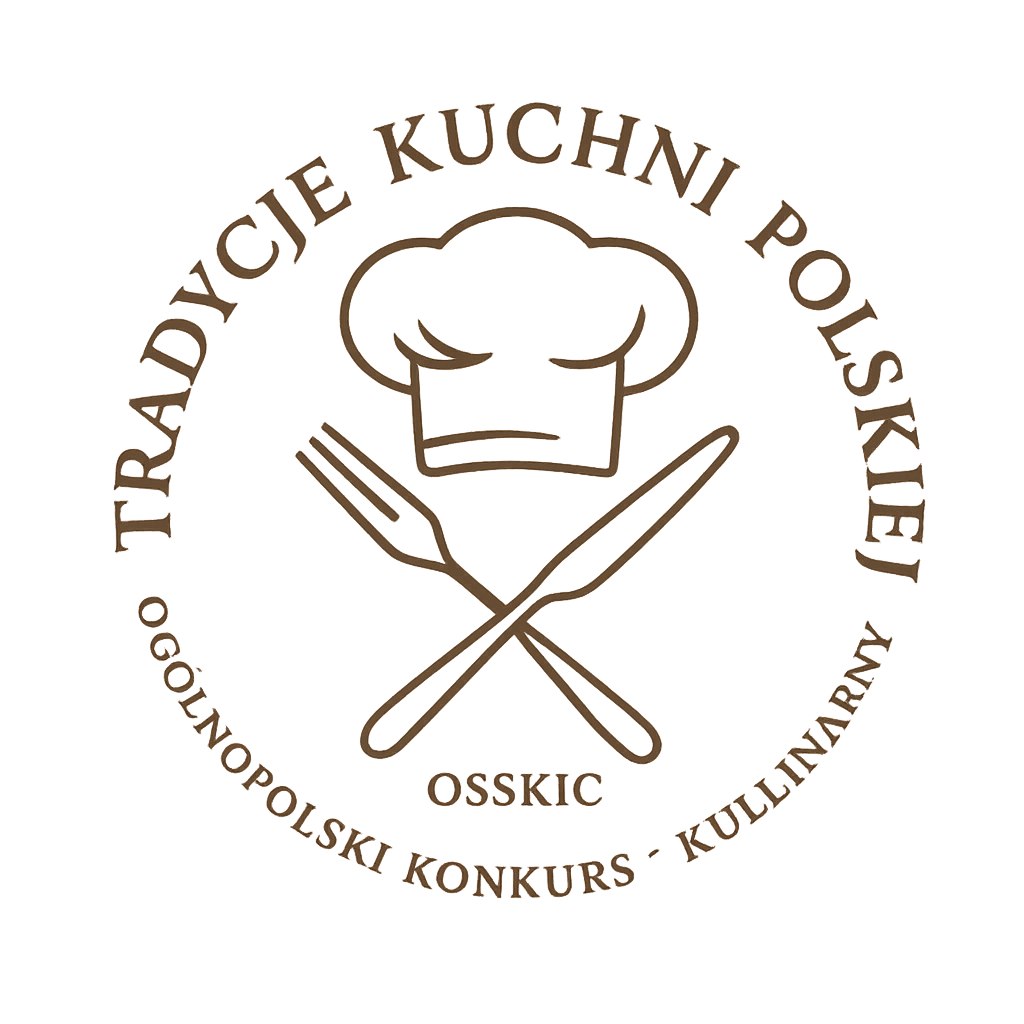 TRADYCJE KUCHNI POLSKIEJ
OSSKIC
OGÓLNOPOLSKI KONKURS - KULLINARNY